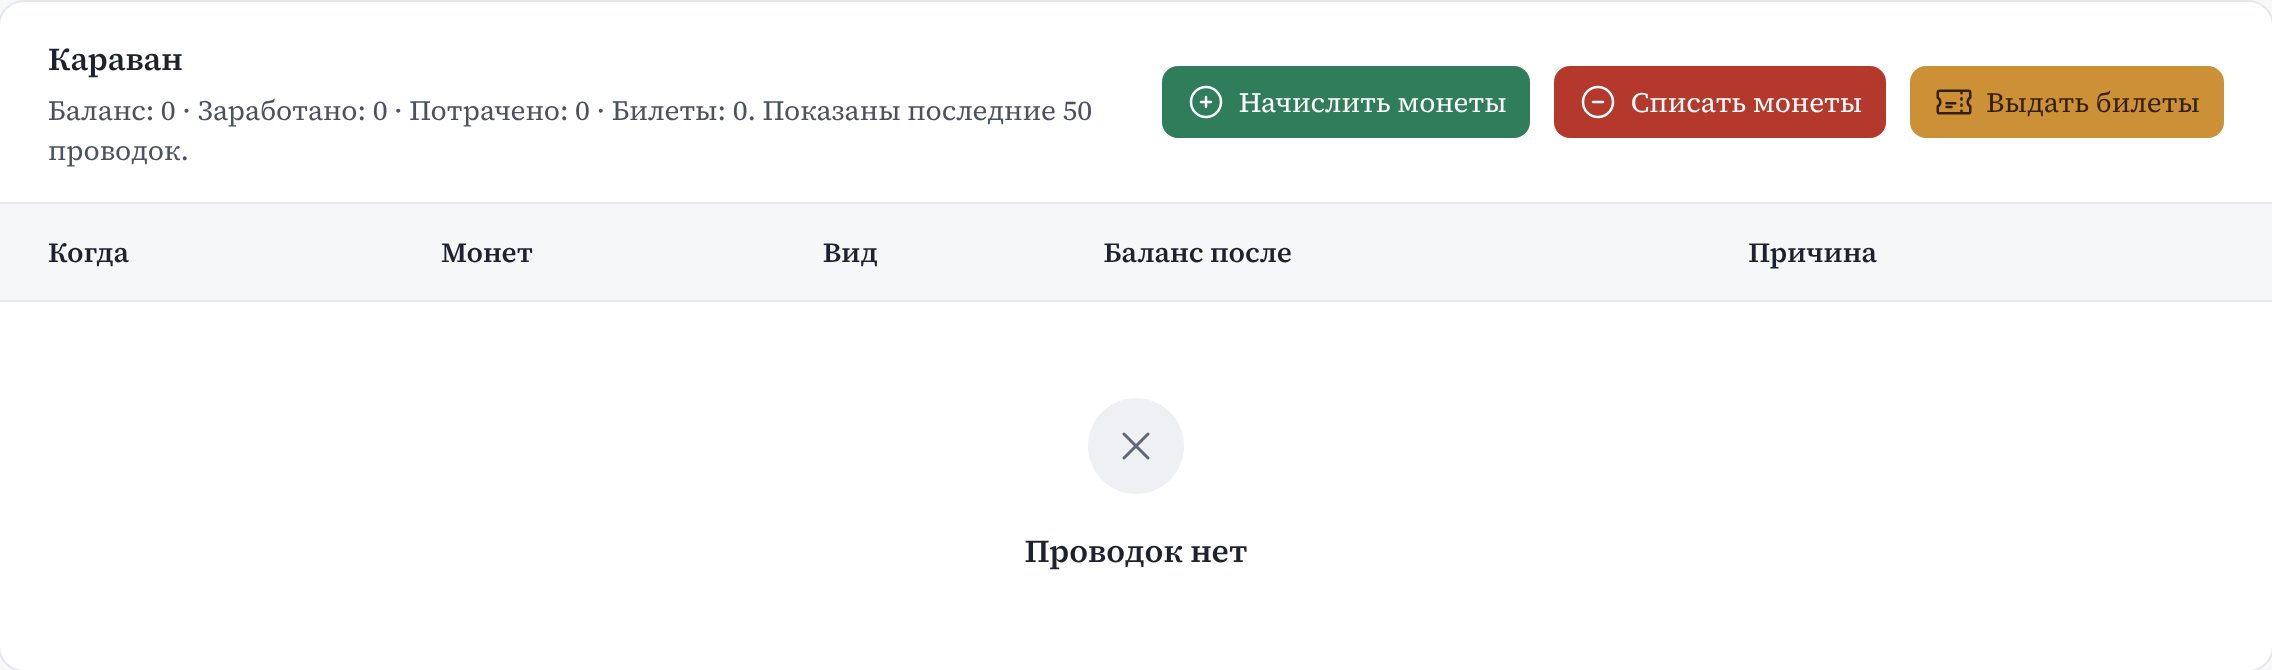 Караван
Баланс: 0 · Заработано: 0 · Потрачено: 0 · Билеты: 0. Показаны последние 50
проводок.
Начислить монеты
Списать монеты
Выдать билеты
Когда Монет Вид Баланс после Причина
Проводок нет